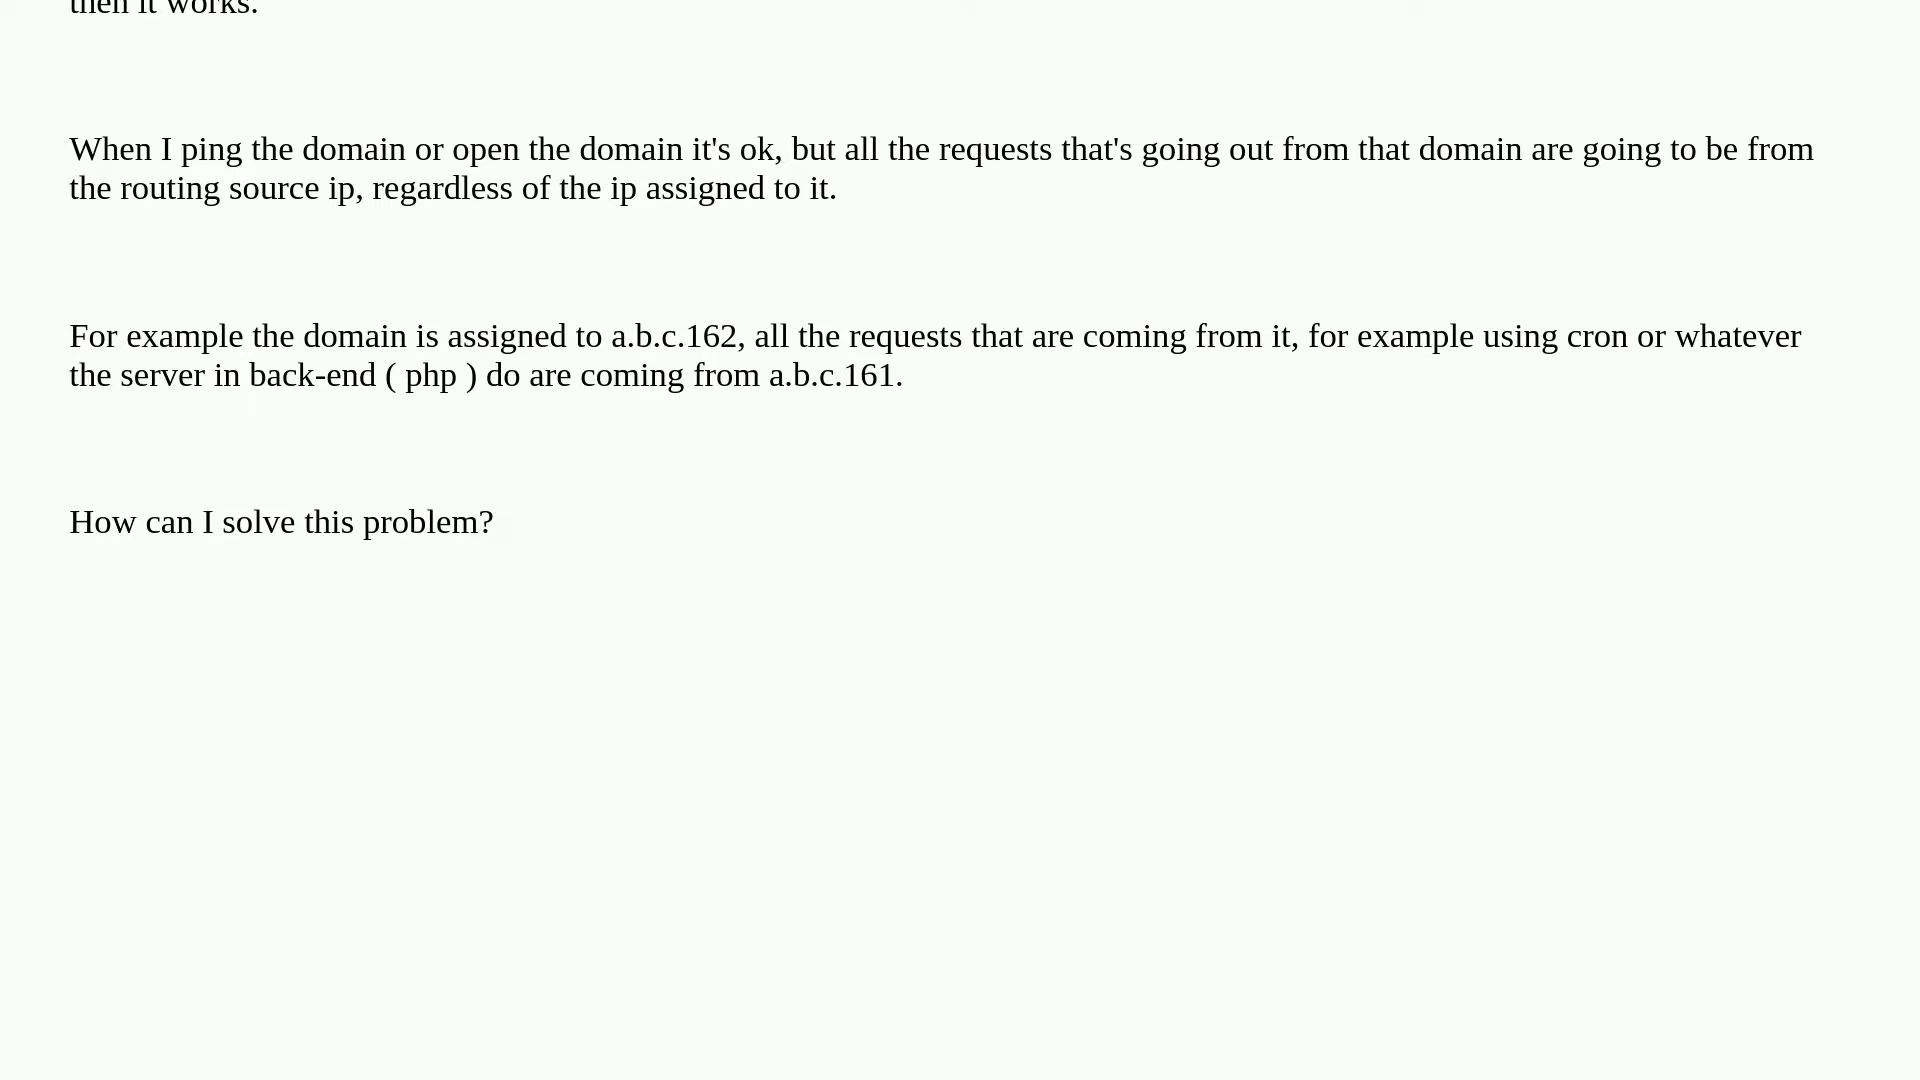 then it works.
When I ping the domain or open the domain it's ok, but all the requests that's going out from that domain are going to be from
the routing source ip, regardless of the ip assigned to it.
For example the domain is assigned to a.b.c.162, all the requests that are coming from it, for example using cron or whatever
the server in back-end ( php ) do are coming from a.b.c.161.
How can I solve this problem?